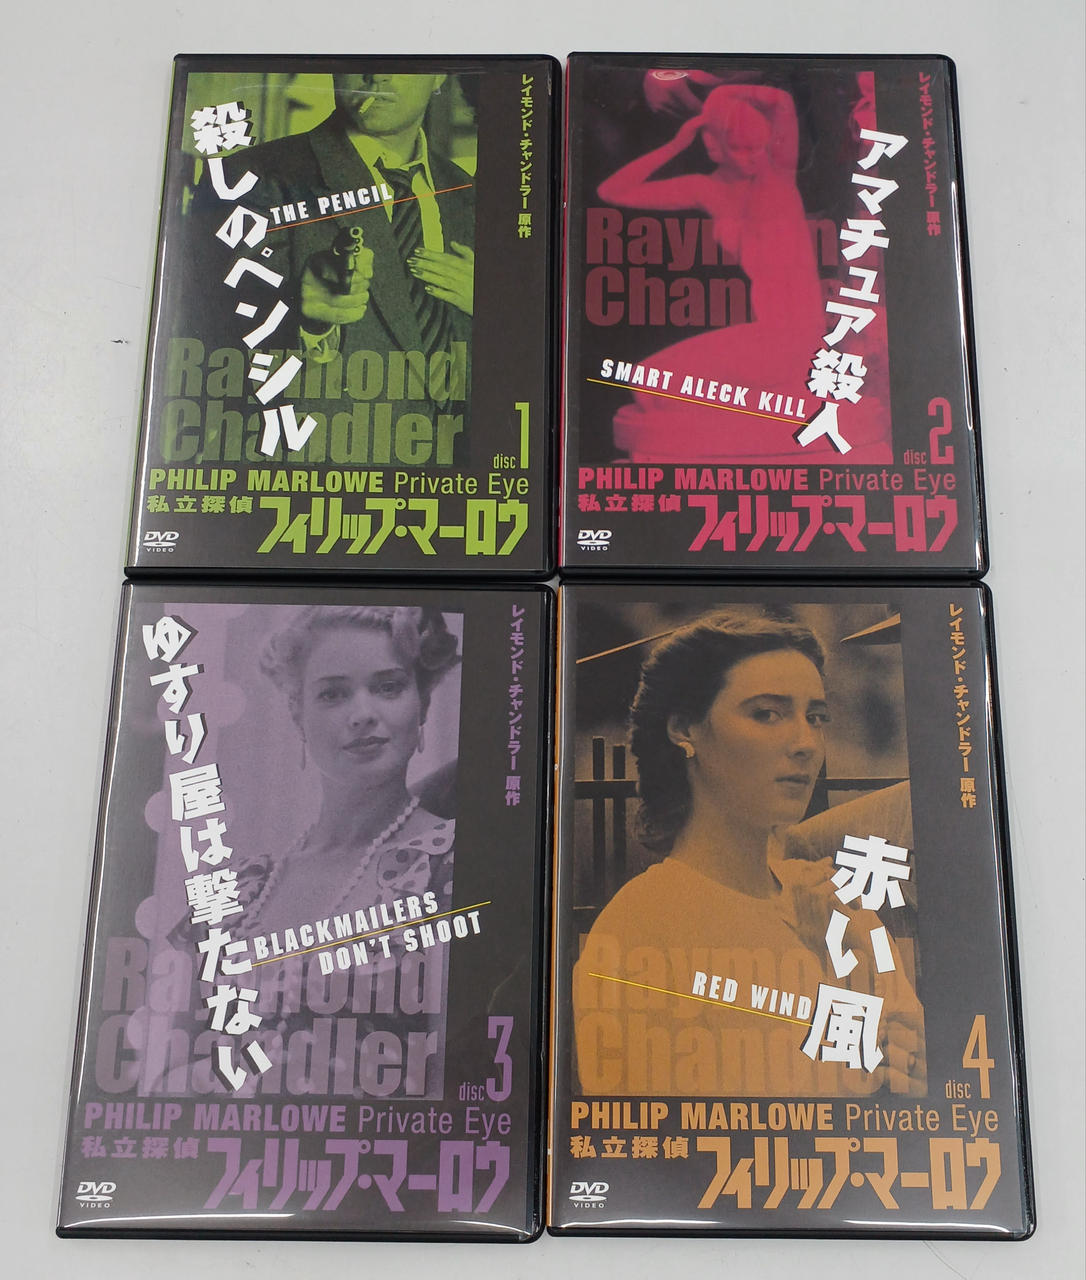 レイモンド・チャンドラー 原作
殺しのペンシル
THE PENCIL
Raymond
Chandler
disc 1
PHILIP MARLOWE Private Eye
私立探偵 フィリップ・マーロウ
DVD
VIDEO
レイモンド・チャンドラー 原作
アマチュア殺人
SMART ALECK KILL
Raymond
Chan
disc 2
PHILIP MARLOWE Private Eye
私立探偵 フィリップ・マーロウ
DVD
VIDEO
レイモンド・チャンドラー 原作
ゆすり屋は撃たない
BLACKMAILERS
DON'T SHOOT
Raymond
Chandler
disc 3
PHILIP MARLOWE Private Eye
私立探偵 フィリップ・マーロウ
DVD
VIDEO
レイモンド・チャンドラー 原作
赤い風
RED WIND
Raymond
Chandler
disc 4
PHILIP MARLOWE Private Eye
私立探偵 フィリップ・マーロウ
DVD
VIDEO